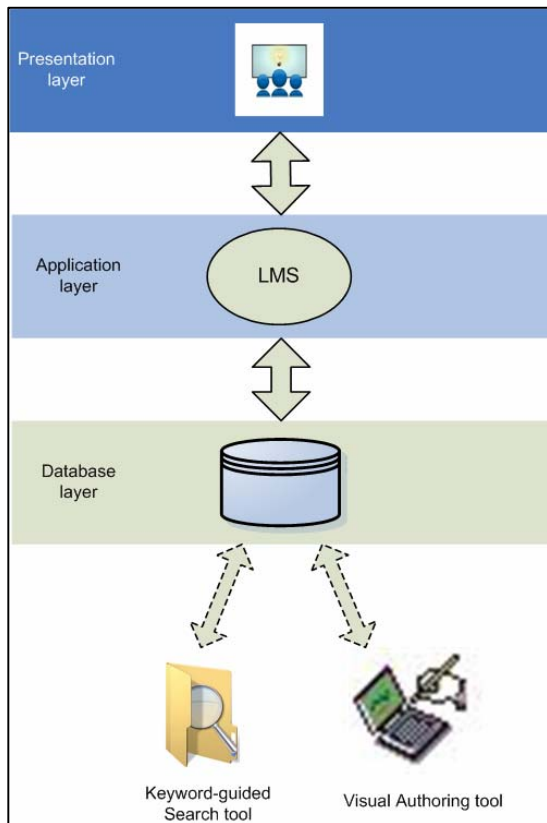 Presentation
layer
Application
layer
LMS
Database
layer
Keyword-guided
Search tool
Visual Authoring tool